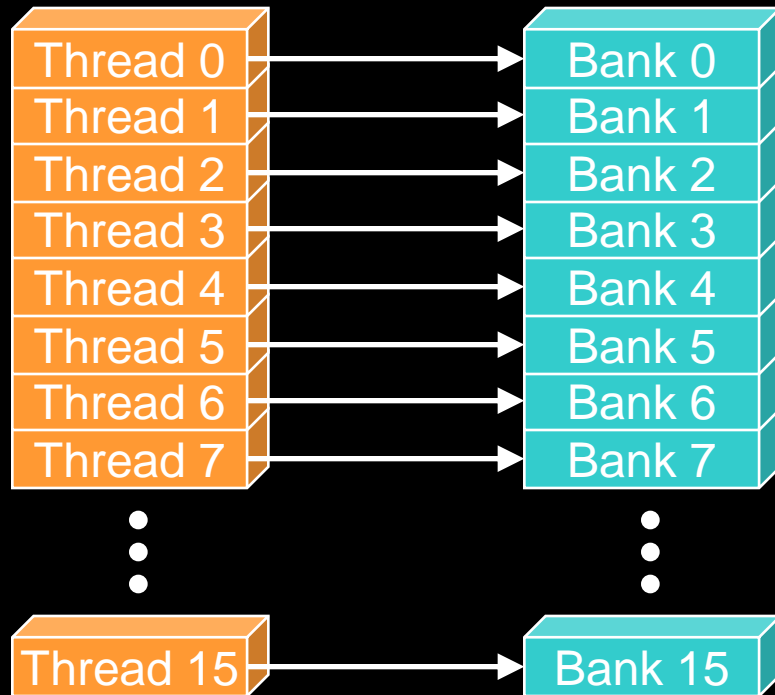 Thread 0
Bank 0
Thread 1
Bank 1
Thread 2
Bank 2
Thread 3
Bank 3
Thread 4
Bank 4
Thread 5
Bank 5
Thread 6
Bank 6
Thread 7
Bank 7
Thread 15
Bank 15